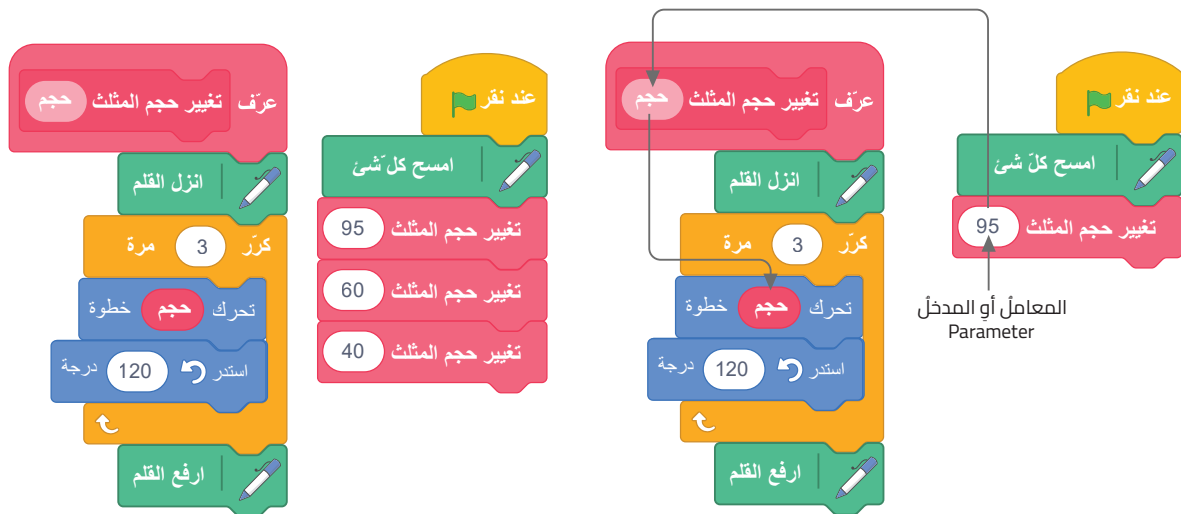 عند نقر
امسح كلّ شئ
تغيير حجم المثلث 95
المعاملُ أو المدخلُ
Parameter
عرّف تغيير حجم المثلث حجم
انزل القلم
كرّر 3 مرة
تحرك حجم خطوة
استدر 120 درجة
ارفع القلم
عند نقر
امسح كلّ شئ
تغيير حجم المثلث 95
تغيير حجم المثلث 60
تغيير حجم المثلث 40
عرّف تغيير حجم المثلث حجم
انزل القلم
كرّر 3 مرة
تحرك حجم خطوة
استدر 120 درجة
ارفع القلم